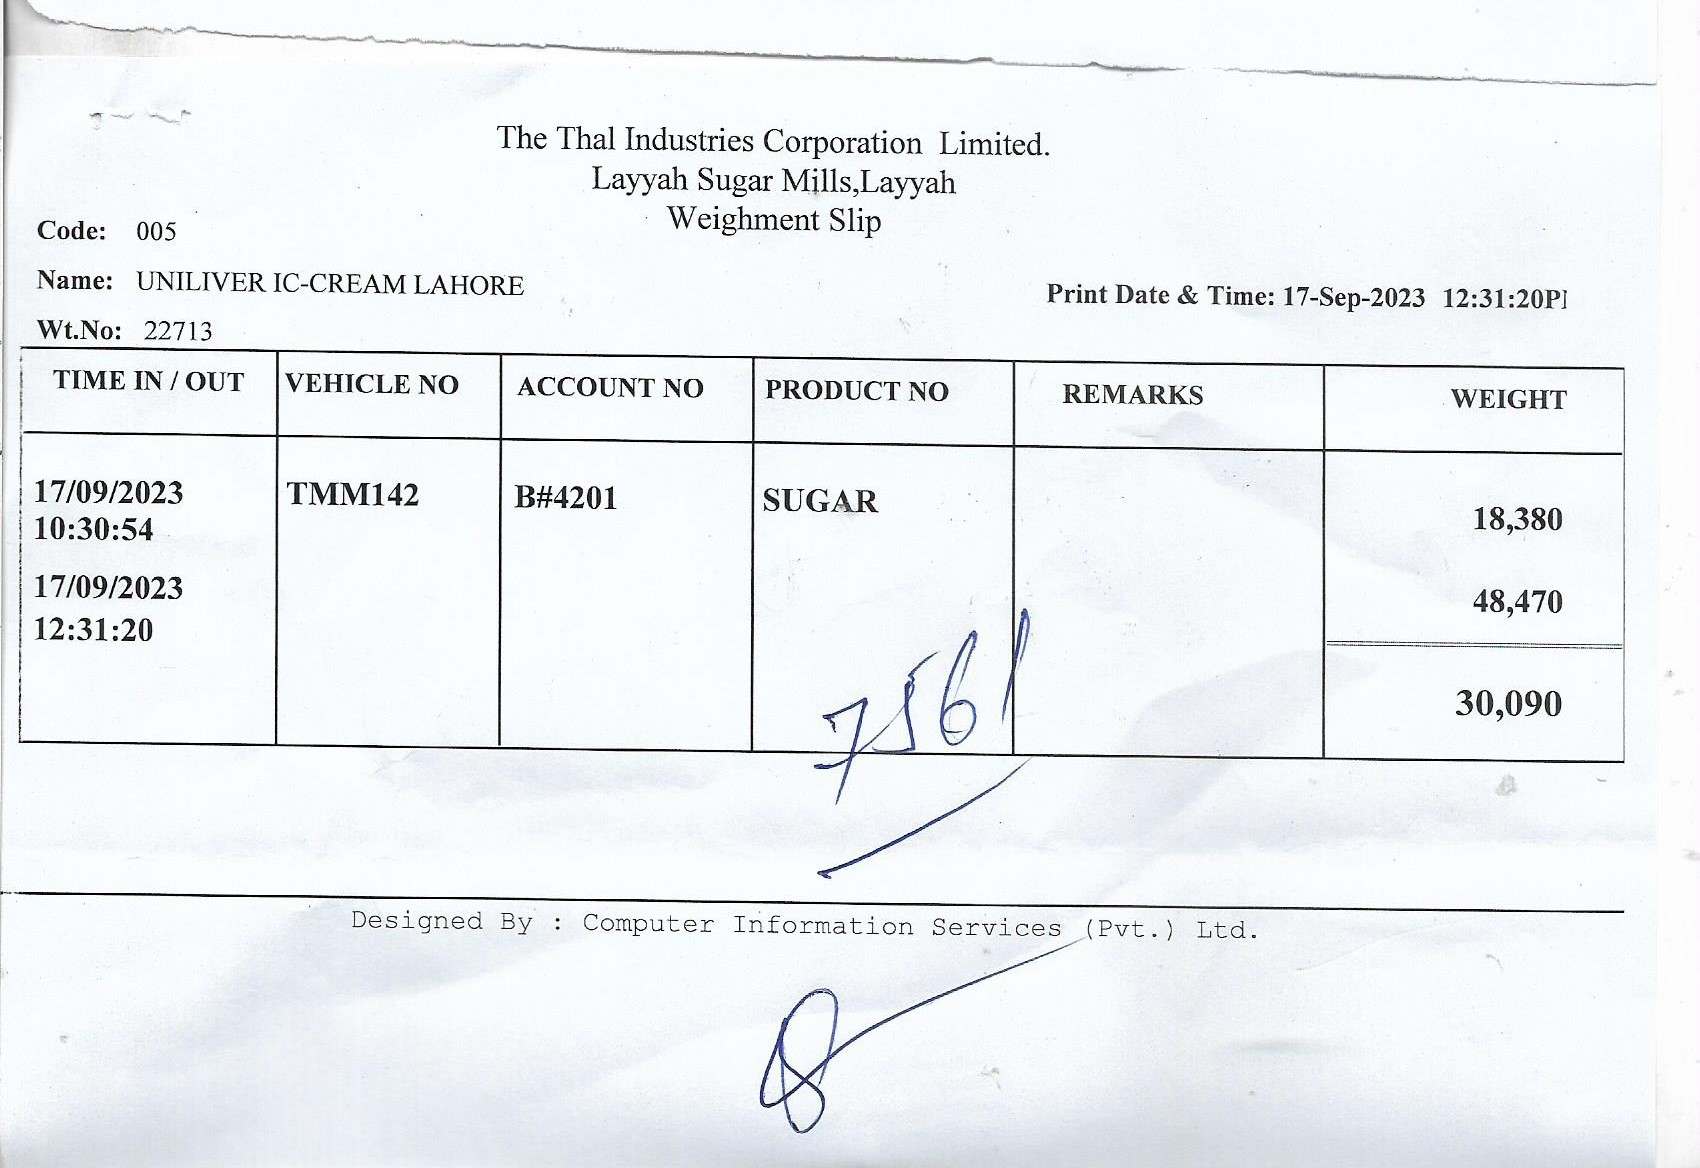 The Thal Industries Corporation Limited.
Layyah Sugar Mills,Layyah
Weighment Slip
Code: 005
Name: UNILIVER IC-CREAM LAHORE
Print Date & Time: 17-Sep-2023 12:31:20P
Wt.No: 22713
TIME IN / OUT VEHICLE NO ACCOUNT NO PRODUCT NO REMARKS WEIGHT
17/09/2023 TMM142 B#4201 SUGAR 18,380
10:30:54
17/09/2023 48,470
12:31:20
30,090
7561
Designed By : Computer Information Services (Pvt.) Ltd.